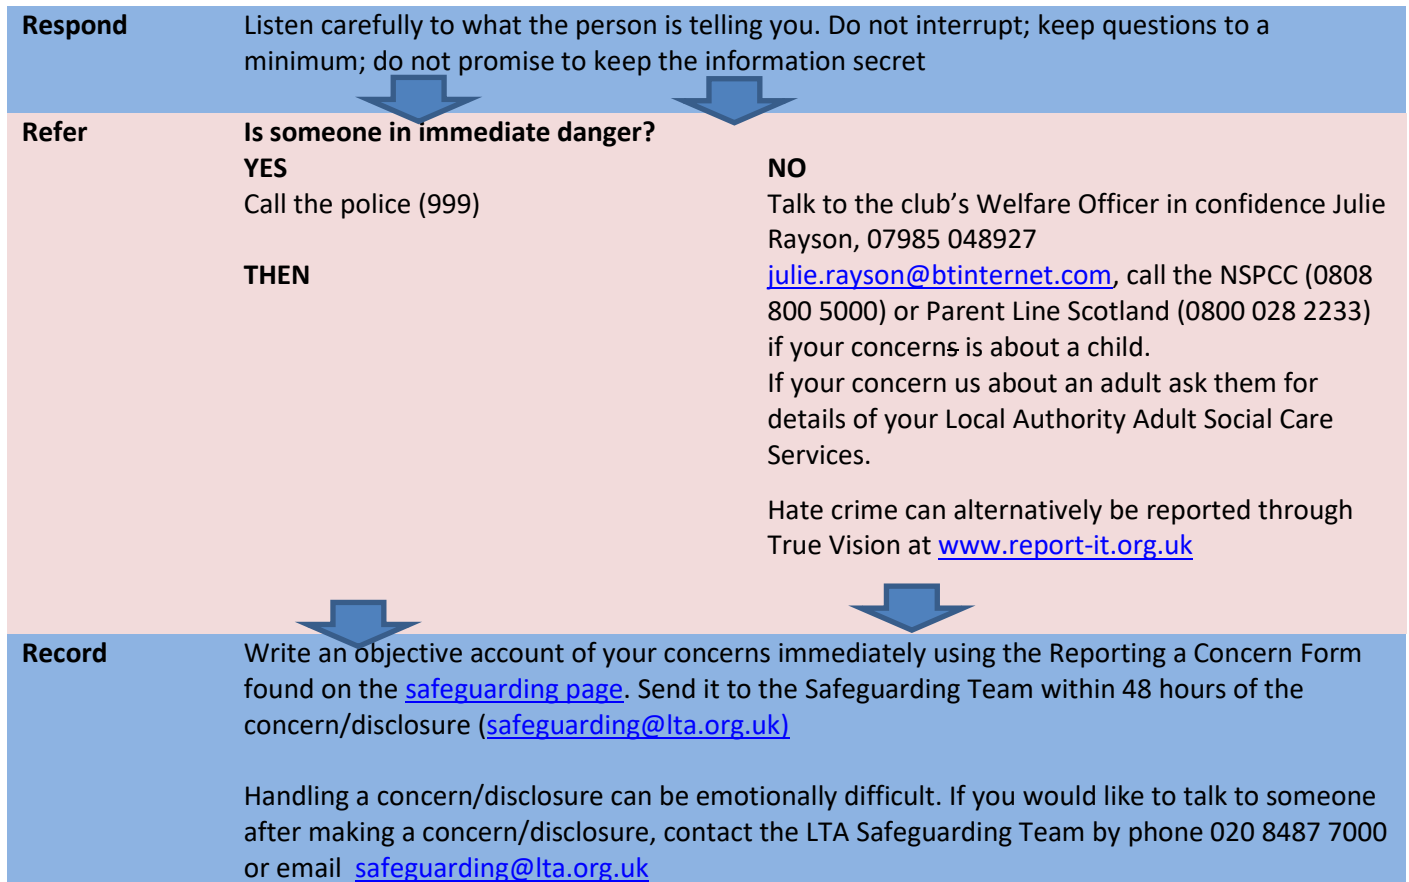 Respond
Listen carefully to what the person is telling you. Do not interrupt; keep questions to a
minimum; do not promise to keep the information secret
Refer
Is someone in immediate danger?
YES
Call the police (999)
THEN
NO
Talk to the club’s Welfare Officer in confidence Julie
Rayson, 07985 048927
julie.rayson@btinternet.com, call the NSPCC (0808
800 5000) or Parent Line Scotland (0800 028 2233)
if your concerns is about a child.
If your concern us about an adult ask them for
details of your Local Authority Adult Social Care
Services.
Hate crime can alternatively be reported through
True Vision at www.report-it.org.uk
Record
Write an objective account of your concerns immediately using the Reporting a Concern Form
found on the safeguarding page. Send it to the Safeguarding Team within 48 hours of the
concern/disclosure (safeguarding@lta.org.uk)
Handling a concern/disclosure can be emotionally difficult. If you would like to talk to someone
after making a concern/disclosure, contact the LTA Safeguarding Team by phone 020 8487 7000
or email safeguarding@lta.org.uk